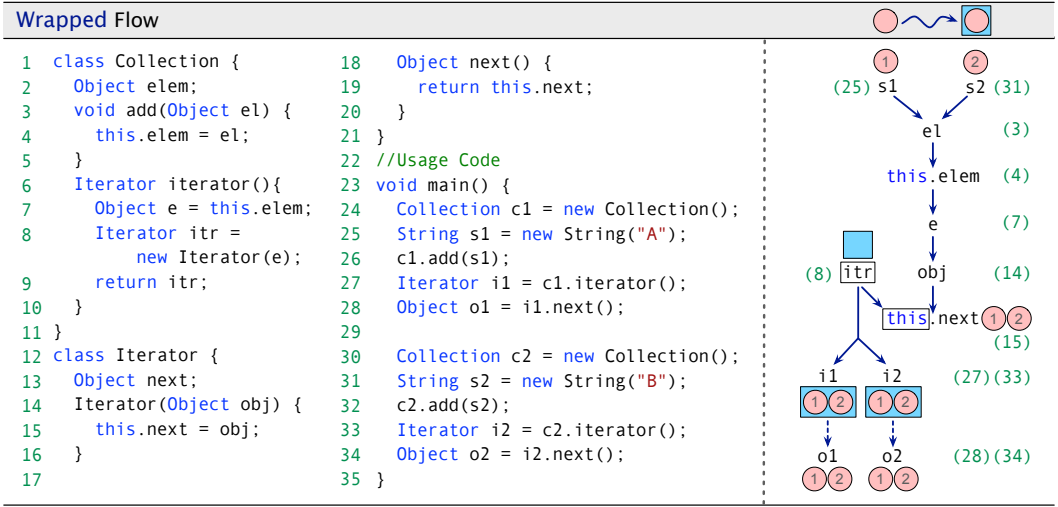 Wrapped Flow
1 class Collection {
2 Object elem;
3 void add(Object el) {
4 this.elem = el;
5 }
6 Iterator iterator(){
7 Object e = this.elem;
8 Iterator itr =
new Iterator(e);
9 return itr;
10 }
11 }
12 class Iterator {
13 Object next;
14 Iterator(Object obj) {
15 this.next = obj;
16 }
17
18 Object next() {
19 return this.next;
20 }
21 }
22 //Usage Code
23 void main() {
24 Collection c1 = new Collection();
25 String s1 = new String("A");
26 c1.add(s1);
27 Iterator i1 = c1.iterator();
28 Object o1 = i1.next();
29
30 Collection c2 = new Collection();
31 String s2 = new String("B");
32 c2.add(s2);
33 Iterator i2 = c2.iterator();
34 Object o2 = i2.next();
35 }
1 2
(25) s1 s2 (31)
el (3)
this.elem (4)
e (7)
(8) itr obj (14)
this.next 1 2
(15)
i1 i2 (27)(33)
1 2 1 2
o1 o2 (28)(34)
1 2 1 2